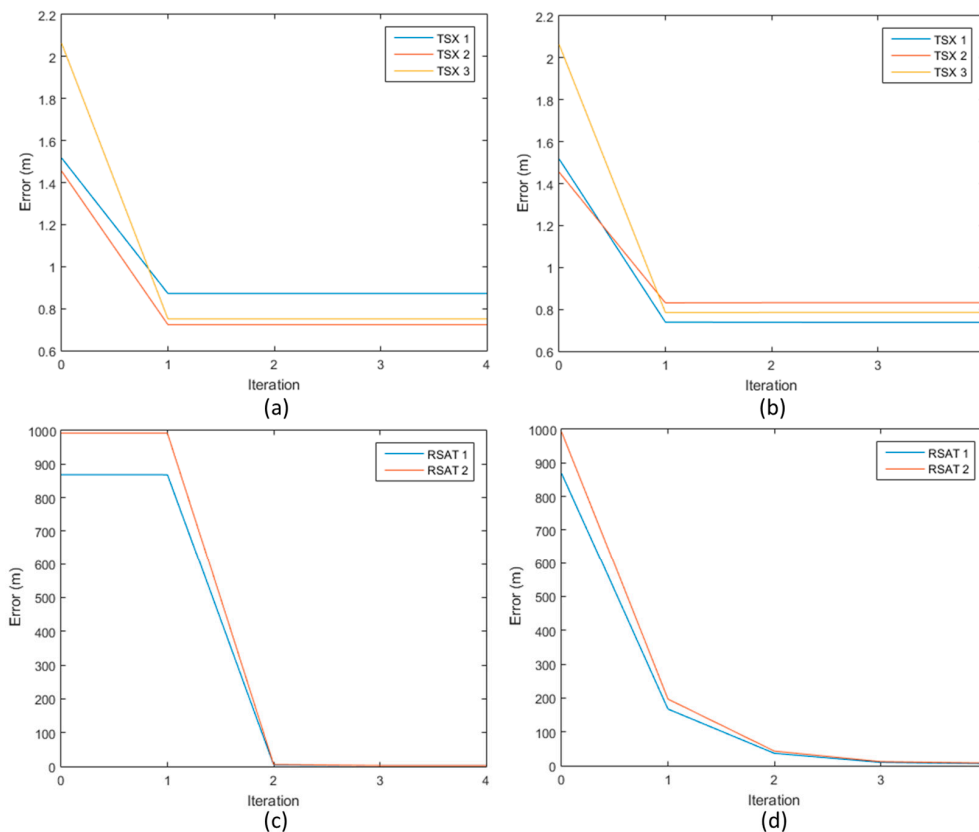 2.2
2
1.8
1.6
1.4
1.2
1
0.8
0.6
Error (m)
TSX 1
TSX 2
TSX 3
0 1 2 3 4
Iteration
(a)
2.2
2
1.8
1.6
1.4
1.2
1
0.8
0.6
Error (m)
TSX 1
TSX 2
TSX 3
0 1 2 3
Iteration
(b)
1000
900
800
700
600
500
400
300
200
100
0
Error (m)
RSAT 1
RSAT 2
0 1 2 3 4
Iteration
(c)
1000
900
800
700
600
500
400
300
200
100
0
Error (m)
RSAT 1
RSAT 2
0 1 2 3
Iteration
(d)